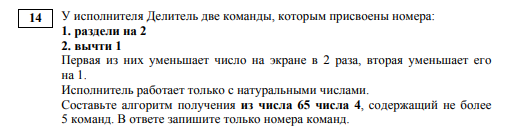 14 У исполнителя Делитель две команды, которым присвоены номера:
1. раздели на 2
2. вычти 1
Первая из них уменьшает число на экране в 2 раза, вторая уменьшает его
на 1.
Исполнитель работает только с натуральными числами.
Составьте алгоритм получения из числа 65 числа 4, содержащий не более
5 команд. В ответе запишите только номера команд.